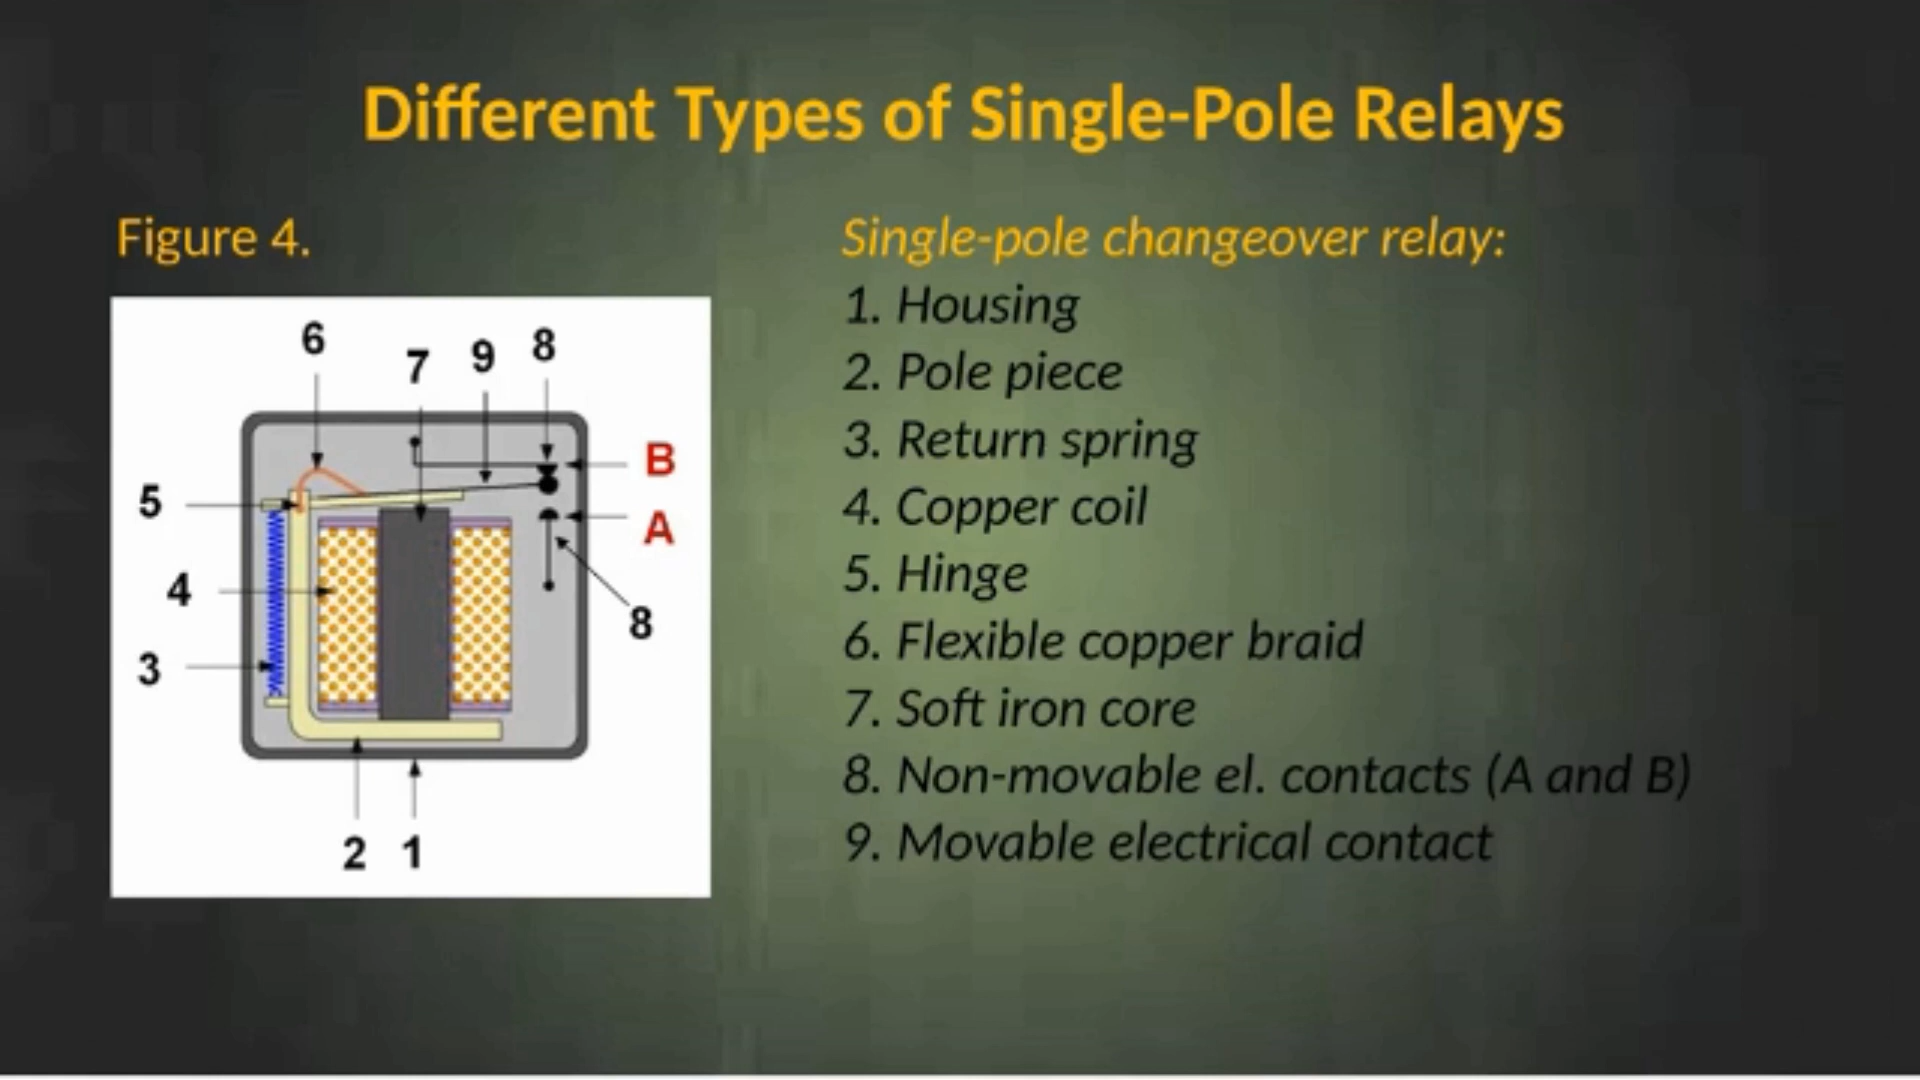 Different Types of Single-Pole Relays
Figure 4.
6
7
9
8
B
5
A
4
8
3
2
1
Single-pole changeover relay:
1. Housing
2. Pole piece
3. Return spring
4. Copper coil
5. Hinge
6. Flexible copper braid
7. Soft iron core
8. Non-movable el. contacts (A and B)
9. Movable electrical contact